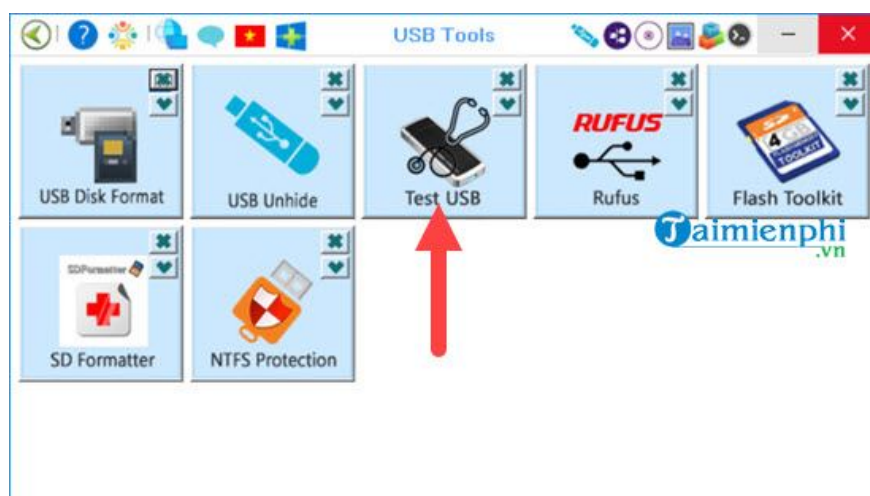 USB Tools
USB Disk Format
USB Unhide
Test USB
RUFUS
Rufus
4GB
TOOLKIT
Flash Toolkit
Taimienphi
.vn
SDFormatter
SD Formatter
NTFS Protection